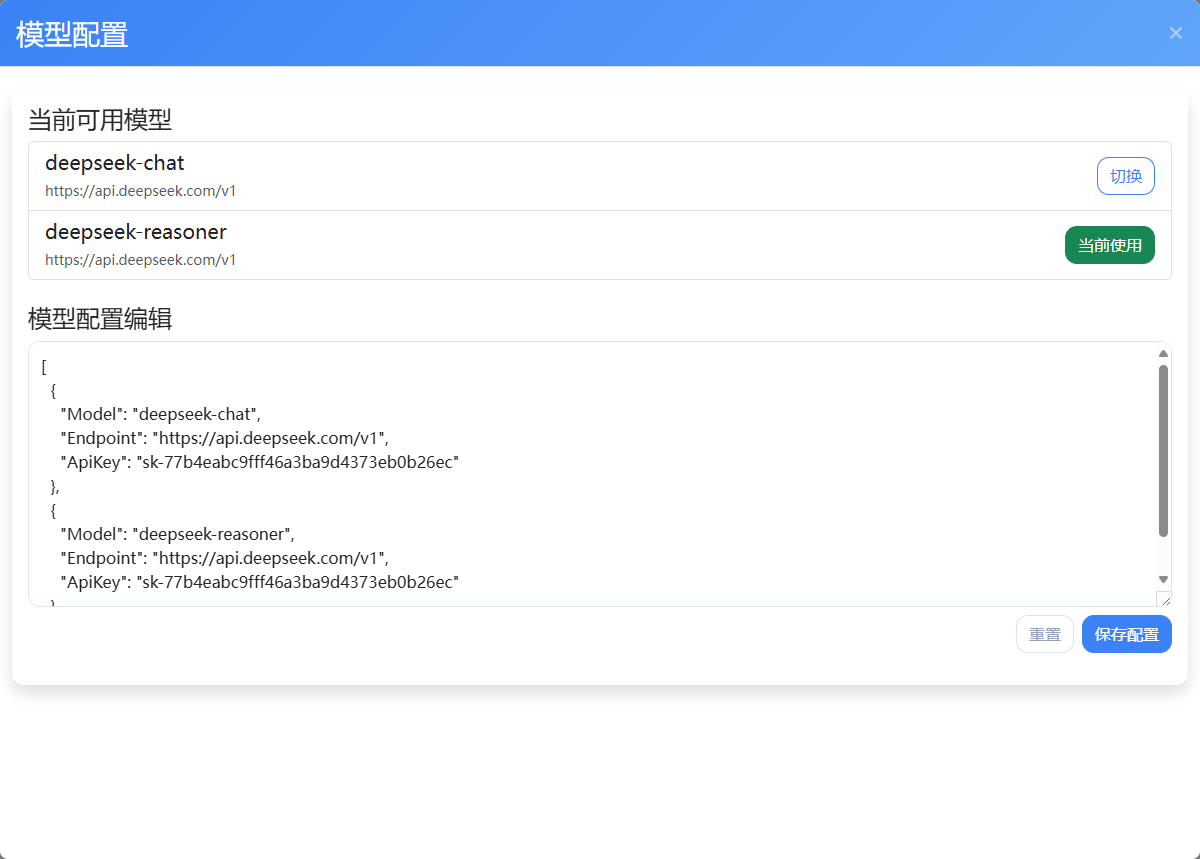 模型配置
×
当前可用模型
deepseek-chat
https://api.deepseek.com/v1
切换
deepseek-reasoner
https://api.deepseek.com/v1
当前使用
模型配置编辑
[
  {
    "Model": "deepseek-chat",
    "Endpoint": "https://api.deepseek.com/v1",
    "ApiKey": "sk-77b4eabc9fff46a3ba9d4373eb0b26ec"
  },
  {
    "Model": "deepseek-reasoner",
    "Endpoint": "https://api.deepseek.com/v1",
    "ApiKey": "sk-77b4eabc9fff46a3ba9d4373eb0b26ec"
  }
重置
保存配置